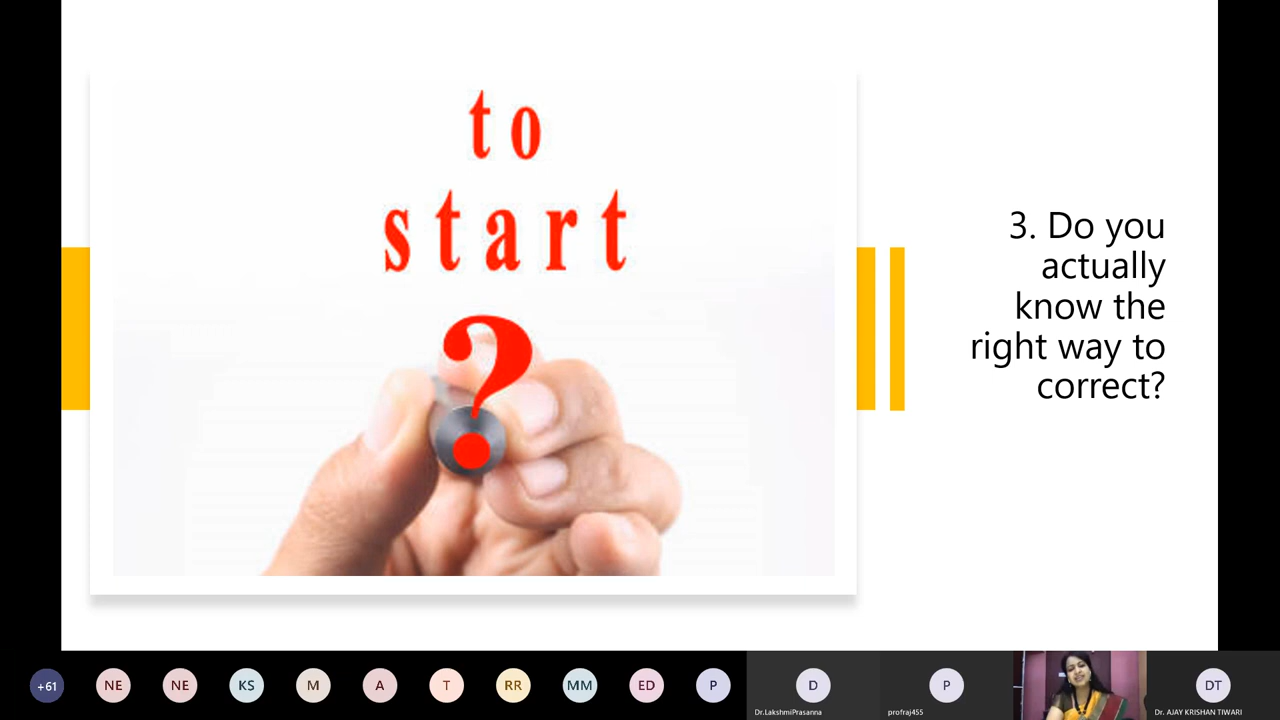 to
start
?
3. Do you
actually
know the
right way to
correct?
+61
NE
NE
KS
M
A
T
RR
MM
ED
P
D
P
DT
Dr.LakshmiPrasanna
profraj455
Dr. AJAY KRISHAN TIWARI